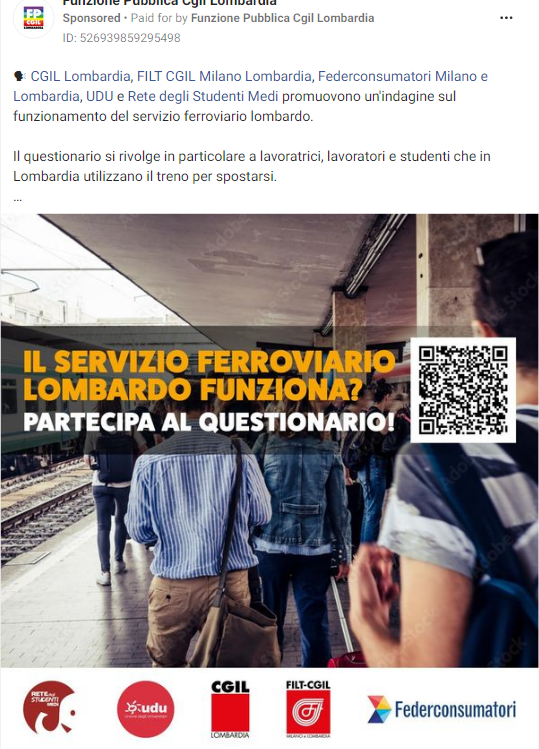 Funzione Pubblica Cgil Lombardia
Sponsored • Paid for by Funzione Pubblica Cgil Lombardia
ID: 526939859295498
🗣 CGIL Lombardia, FILT CGIL Milano Lombardia, Federconsumatori Milano e
Lombardia, UDU e Rete degli Studenti Medi promuovono un'indagine sul
funzionamento del servizio ferroviario lombardo.
Il questionario si rivolge in particolare a lavoratrici, lavoratori e studenti che in
Lombardia utilizzano il treno per spostarsi.
...
IL SERVIZIO FERROVIARIO
LOMBARDO FUNZIONA?
PARTECIPA AL QUESTIONARIO!
RETE DEGLI
STUDENTI
MEDI
udu
CGIL
LOMBARDIA
FILT-CGIL
MILANO e LOMBARDIA
Federconsumatori
FP
CGIL